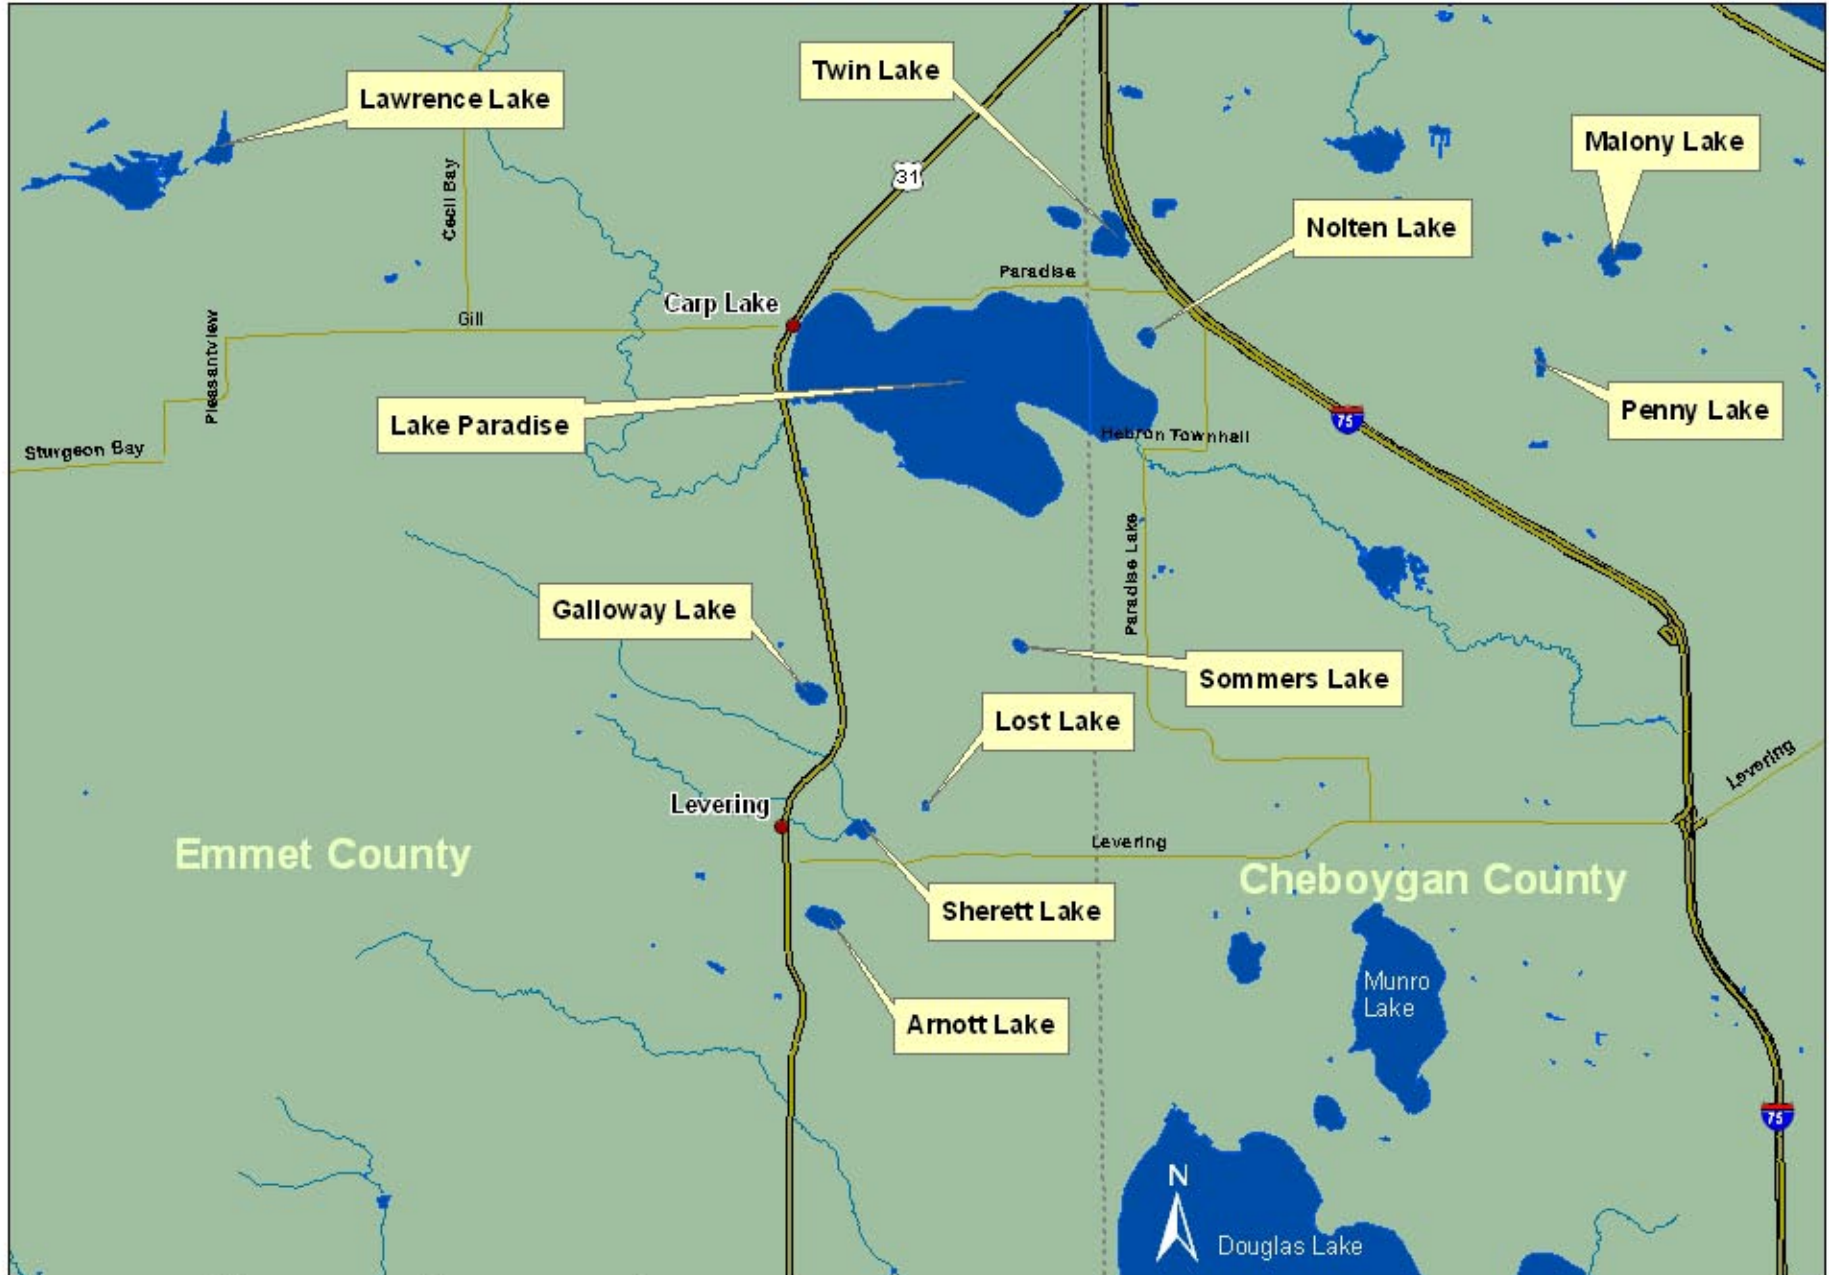 Twin Lake
Lawrence Lake
Malony Lake
31
Cecil Bay
Nolten Lake
Paradise
Carp Lake
Gill
Pleasantview
Lake Paradise
Penny Lake
75
Hebron Townhall
Sturgeon Bay
Paradise Lake
Galloway Lake
Sommers Lake
Lost Lake
Levering
Levering
Levering
Emmet County
Cheboygan County
Sherett Lake
Munro
Lake
Arnott Lake
75
N
Douglas Lake